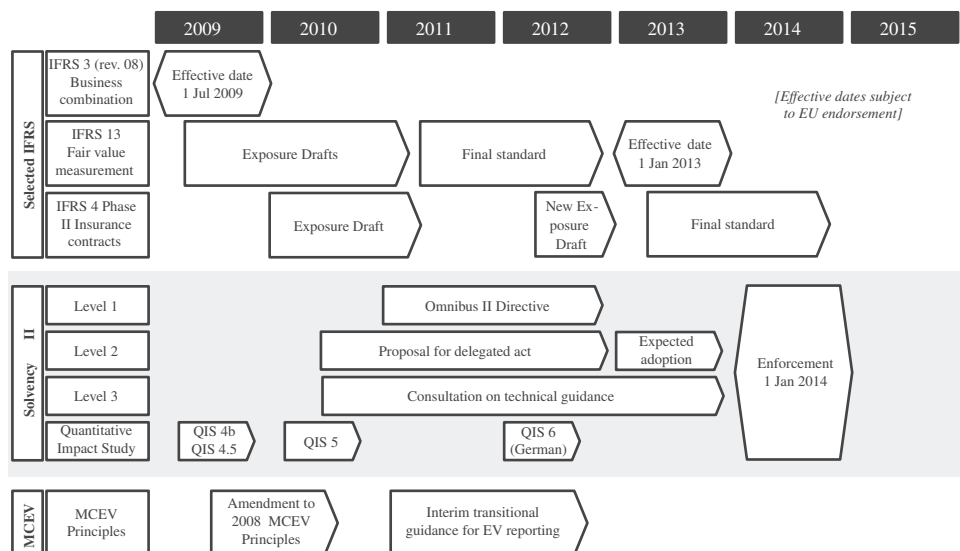 2009 2010 2011 2012 2013 2014 2015
Selected IFRS
IFRS 3 (rev. 08)
Business
combination
Effective date
1 Jul 2009
[Effective dates subject
to EU endorsement]
IFRS 13
Fair value
measurement
Exposure Drafts
Final standard
Effective date
1 Jan 2013
IFRS 4 Phase
II Insurance
contracts
Exposure Draft
New Ex-
posure
Draft
Final standard
Solvency II
Level 1
Omnibus II Directive
Level 2
Proposal for delegated act
Expected
adoption
Enforcement
1 Jan 2014
Level 3
Consultation on technical guidance
Quantitative
Impact Study
QIS 4b
QIS 4.5
QIS 5
QIS 6
(German)
MCEV
MCEV
Principles
Amendment to
2008 MCEV
Principles
Interim transitional
guidance for EV reporting